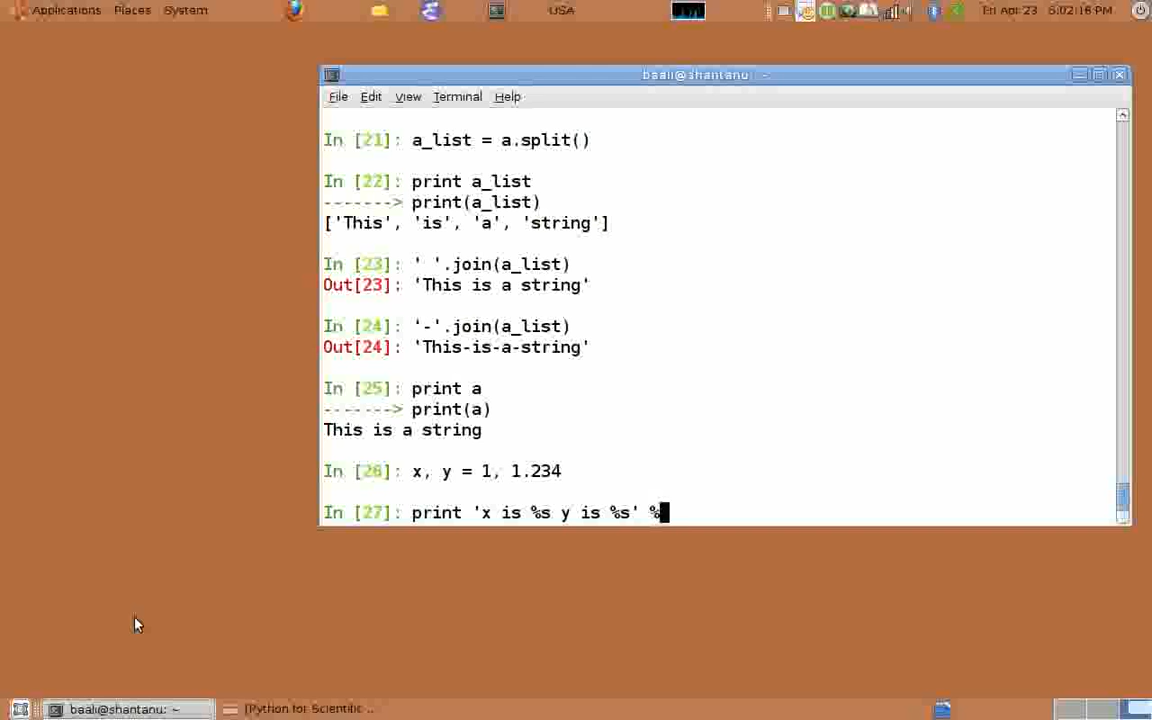 Applications Places System USA Fri Apr 23 5:02:16 PM
baali@shantanu: ~
File Edit View Terminal Help
In [21]: a_list = a.split()
In [22]: print a_list
-------> print(a_list)
['This', 'is', 'a', 'string']
In [23]: ' '.join(a_list)
Out[23]: 'This is a string'
In [24]: '-'.join(a_list)
Out[24]: 'This-is-a-string'
In [25]: print a
-------> print(a)
This is a string
In [26]: x, y = 1, 1.234
In [27]: print 'x is %s y is %s' %
baali@shantanu: ~ [Python for Scientific ...